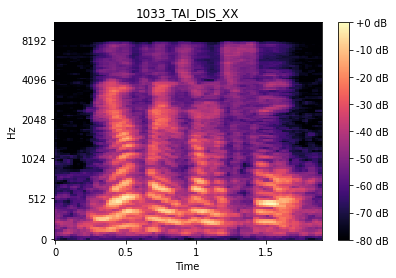 1033_TAI_DIS_XX
+0 dB
8192
-10 dB
4096
-20 dB
-30 dB
2048
Hz
-40 dB
1024
-50 dB
512
-60 dB
-70 dB
0
-80 dB
0
0.5
1
1.5
Time